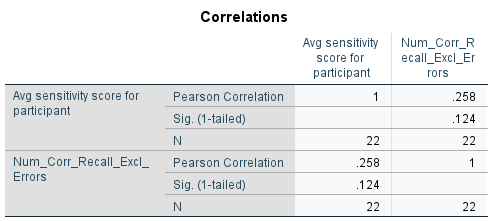 Correlations
Avg sensitivity score for participant Num_Corr_Recall_Excl_Errors
Avg sensitivity score for participant Pearson Correlation 1 .258
Sig. (1-tailed) .124
N 22 22
Num_Corr_Recall_Excl_Errors Pearson Correlation .258 1
Sig. (1-tailed) .124
N 22 22